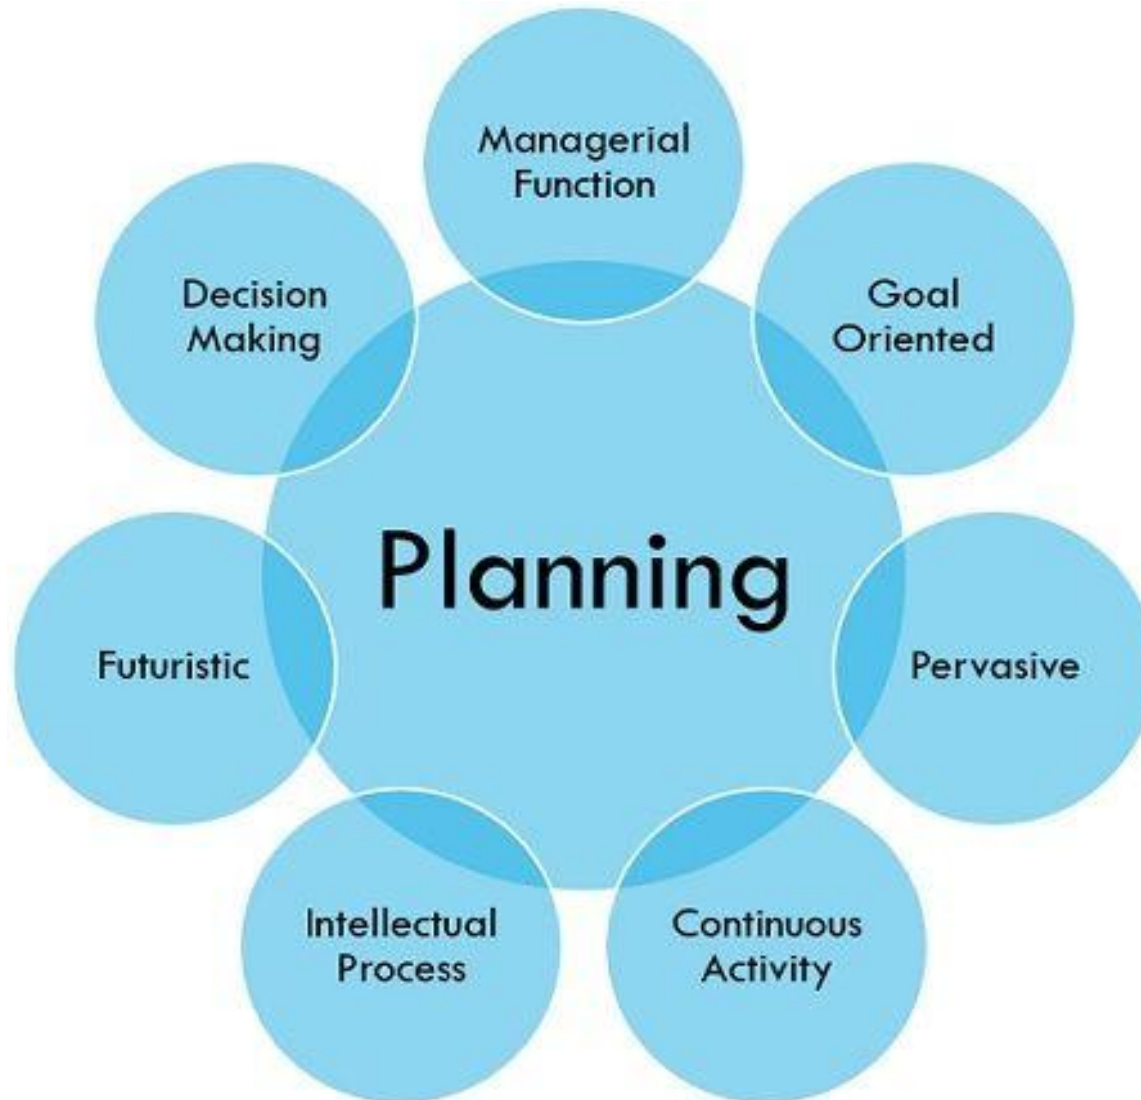 Managerial
Function
Decision
Making
Goal
Oriented
Planning
Futuristic
Pervasive
Intellectual
Process
Continuous
Activity